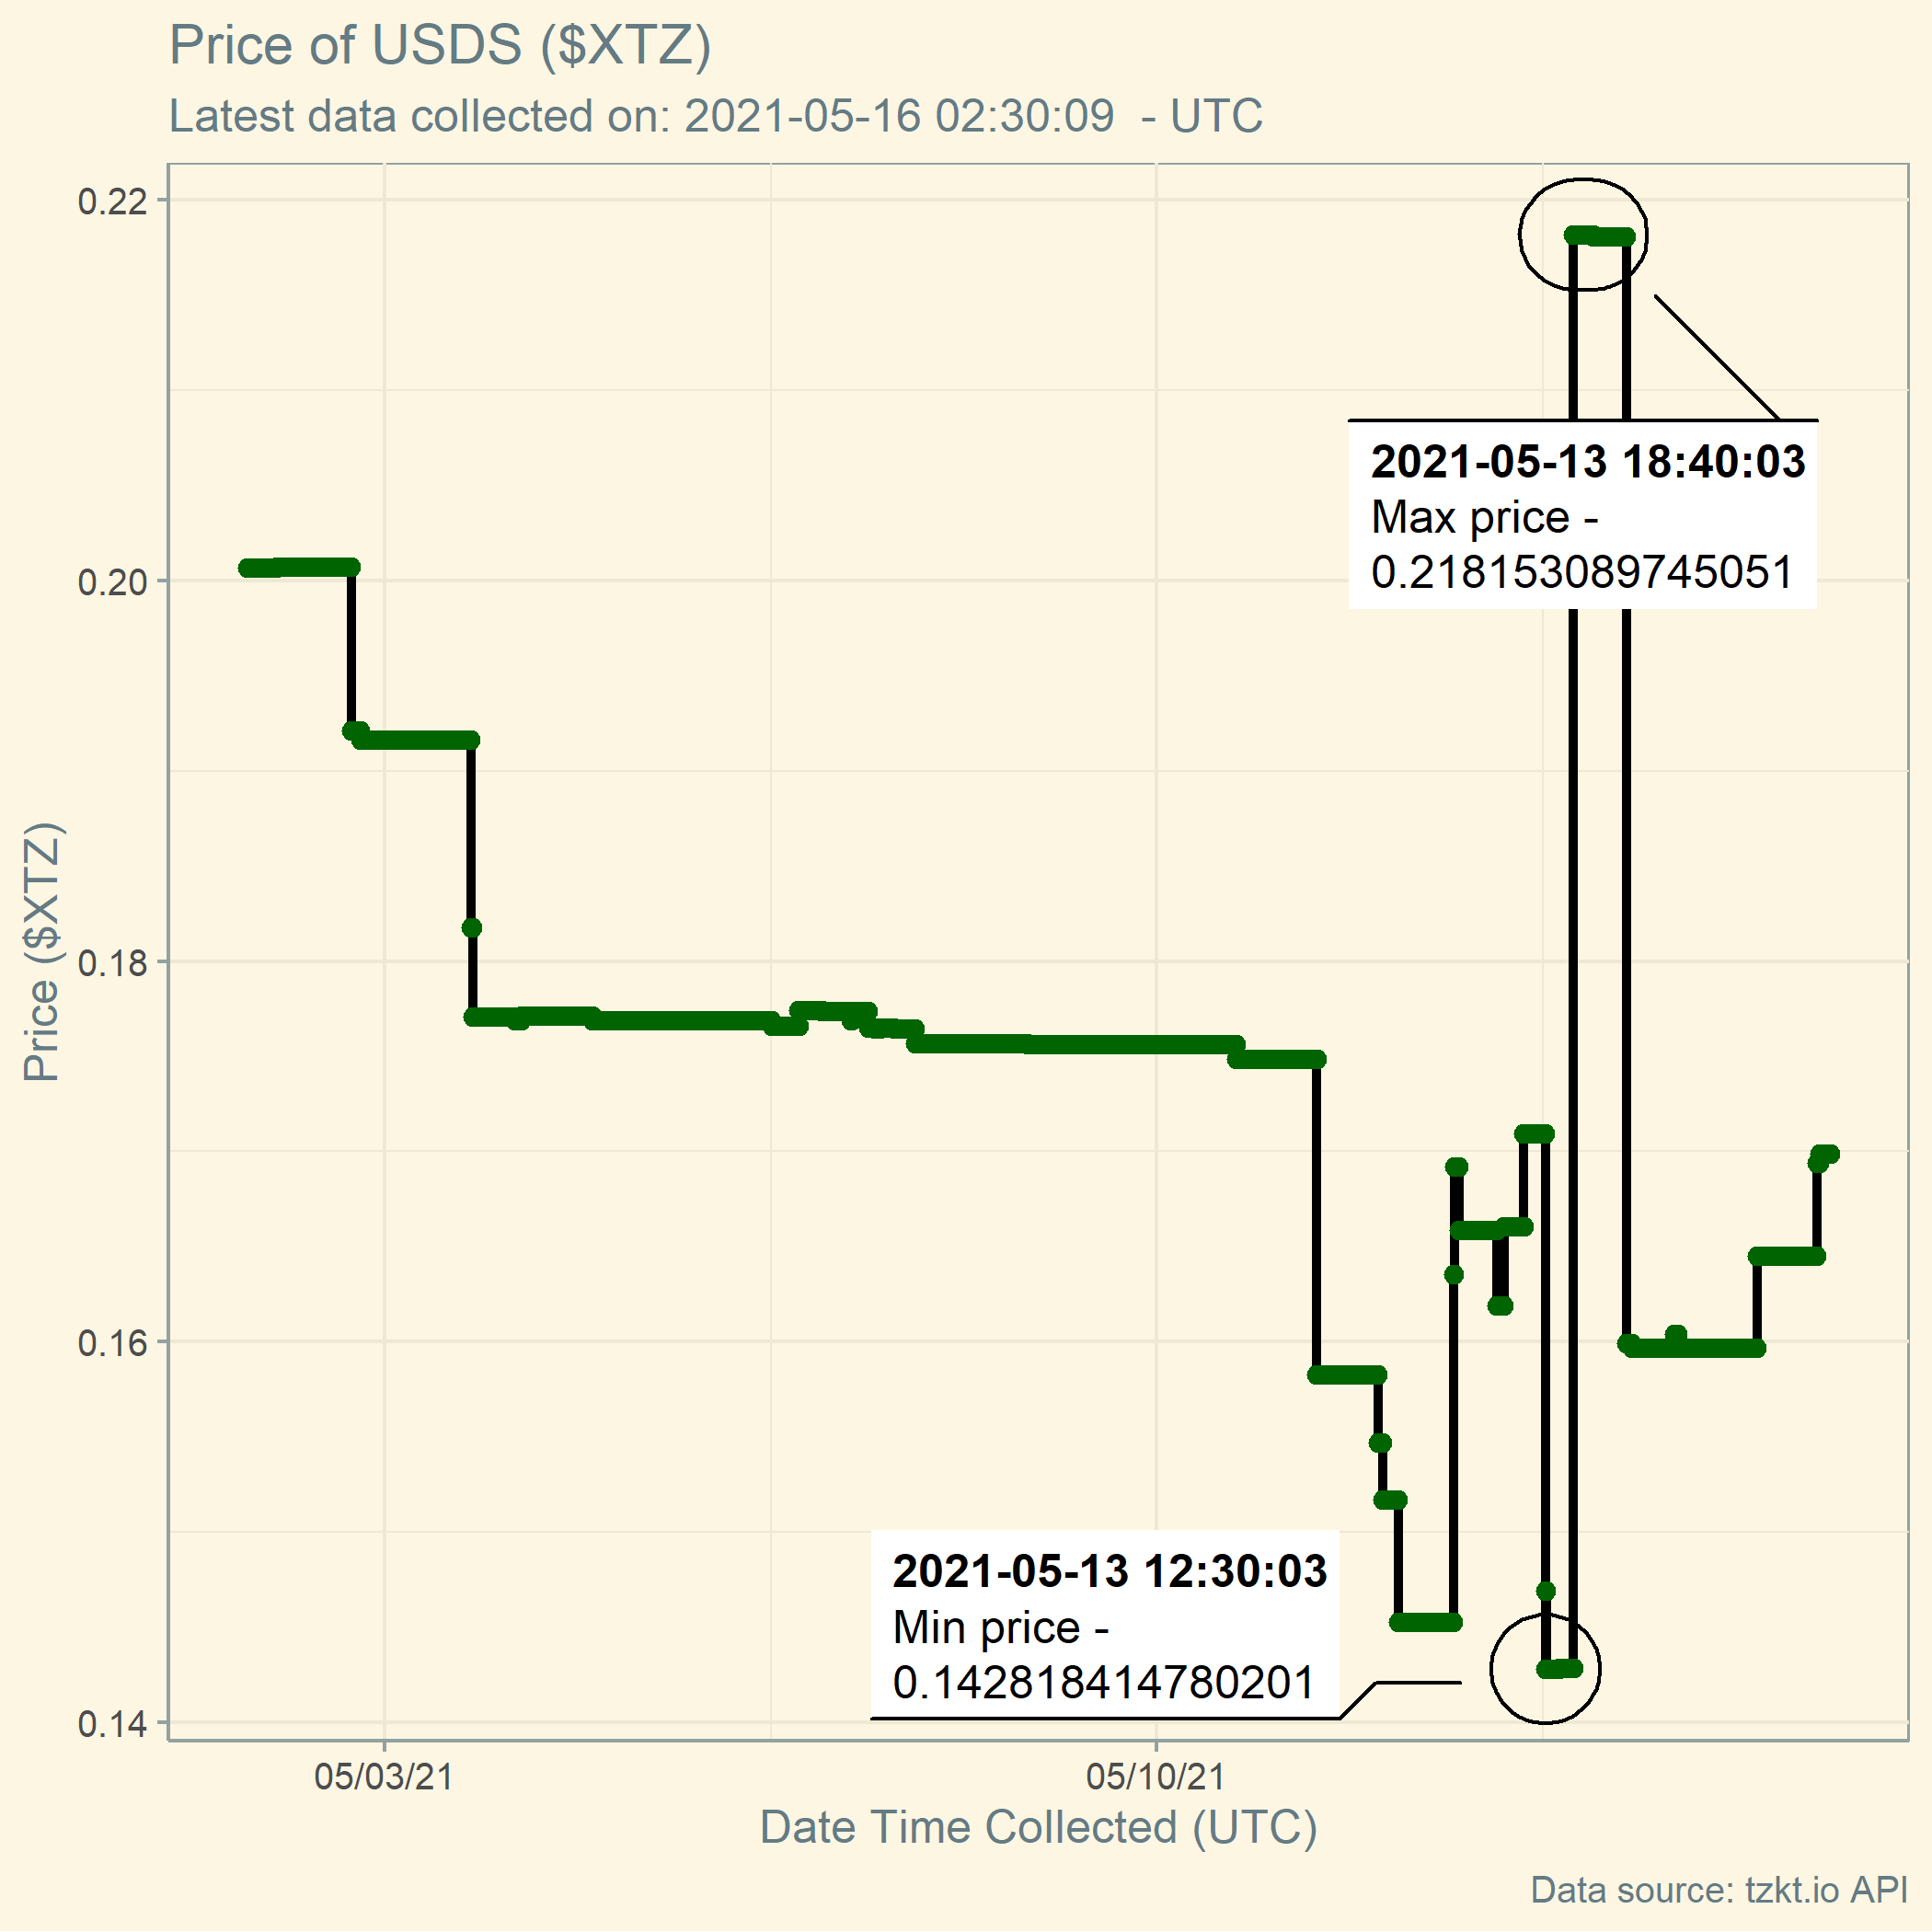 Price of USDS ($XTZ)
Latest data collected on: 2021-05-16 02:30:09  - UTC
Price ($XTZ)
0.22
0.20
0.18
0.16
0.14
2021-05-13 18:40:03
Max price -
0.218153089745051
2021-05-13 12:30:03
Min price -
0.142818414780201
05/03/21
05/10/21
Date Time Collected (UTC)
Data source: tzkt.io API